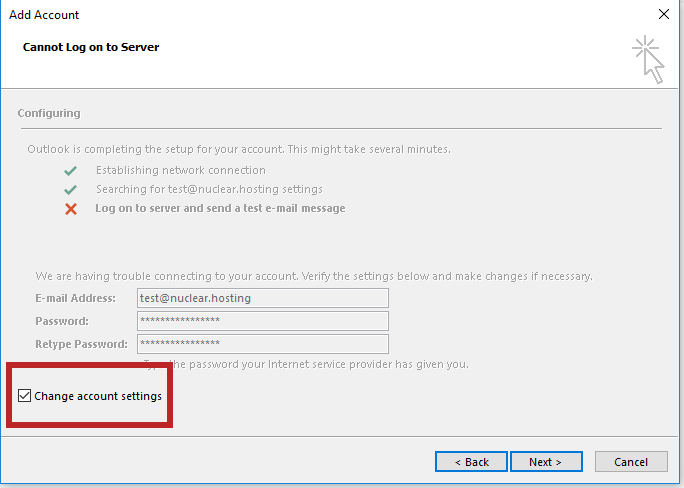 Add Account
Cannot Log on to Server
Configuring
Outlook is completing the setup for your account. This might take several minutes.
Establishing network connection
Searching for test@nuclear.hosting settings
Log on to server and send a test e-mail message
We are having trouble connecting to your account. Verify the settings below and make changes if necessary.
E-mail Address: test@nuclear.hosting
Password: ****************
Retype Password: ****************
Type the password your Internet service provider has given you.
Change account settings
< Back Next > Cancel